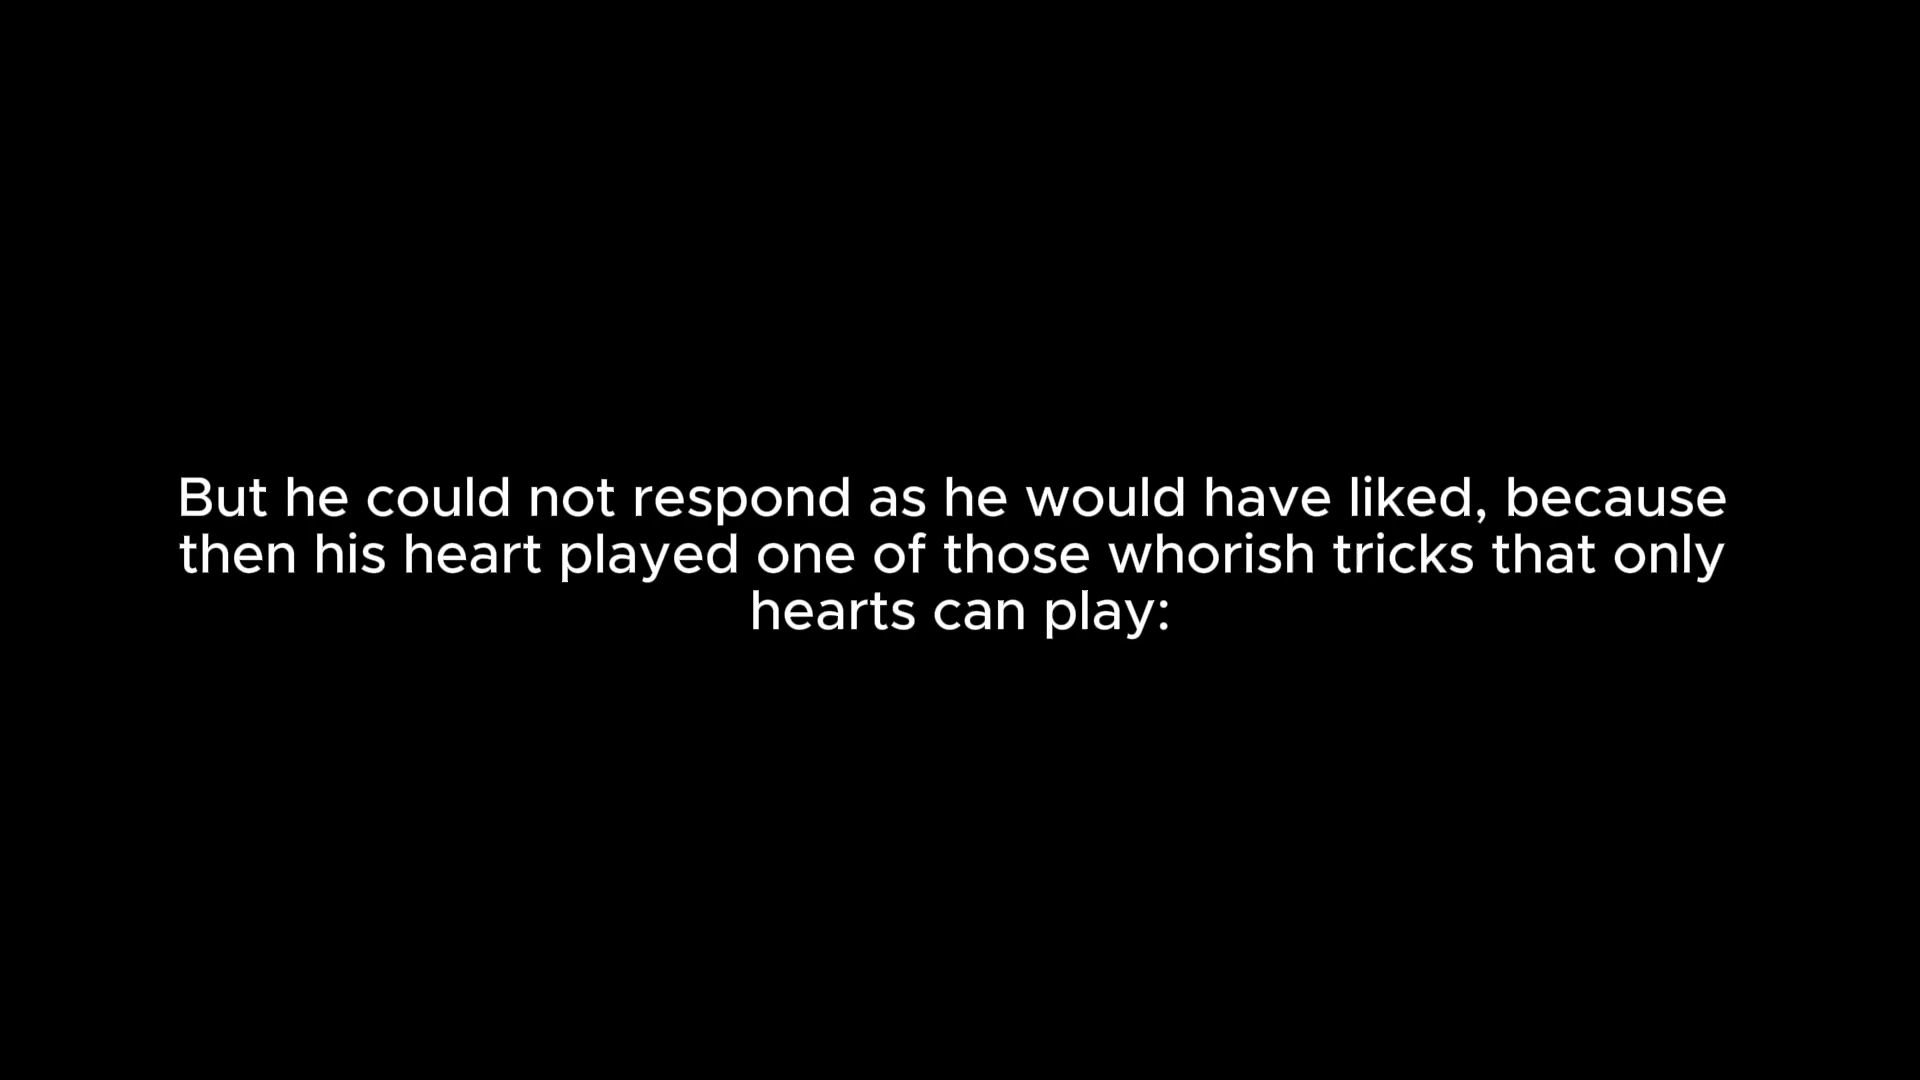 But he could not respond as he would have liked, because
then his heart played one of those whorish tricks that only
hearts can play: